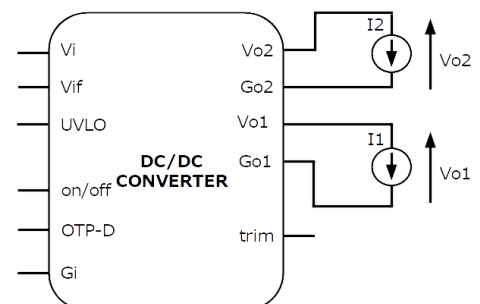 Vi
Vif
UVLO
on/off
OTP-D
Gi
DC/DC
CONVERTER
Vo2
Go2
Vo1
Go1
trim
I2
Vo2
I1
Vo1